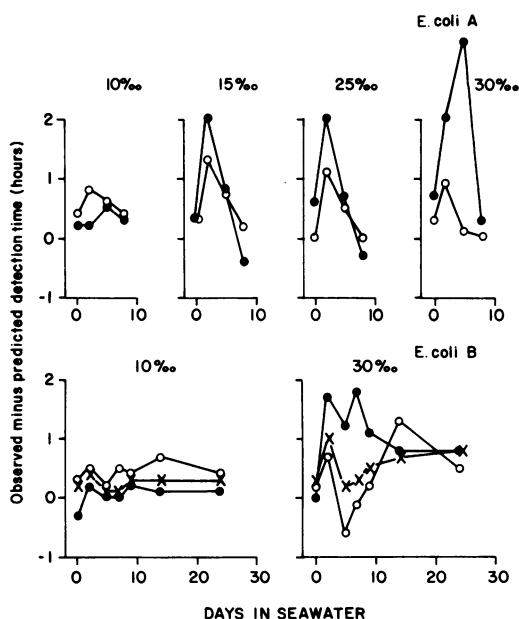 E. coli A
10‰ 15‰ 25‰ 30‰
2
1
0
-1
0 10 0 10 0 10 0 10
Observed minus predicted detection time (hours)
E. coli B
10‰ 30‰
2
1
0
-1
0 10 20 30 0 10 20 30
DAYS IN SEAWATER